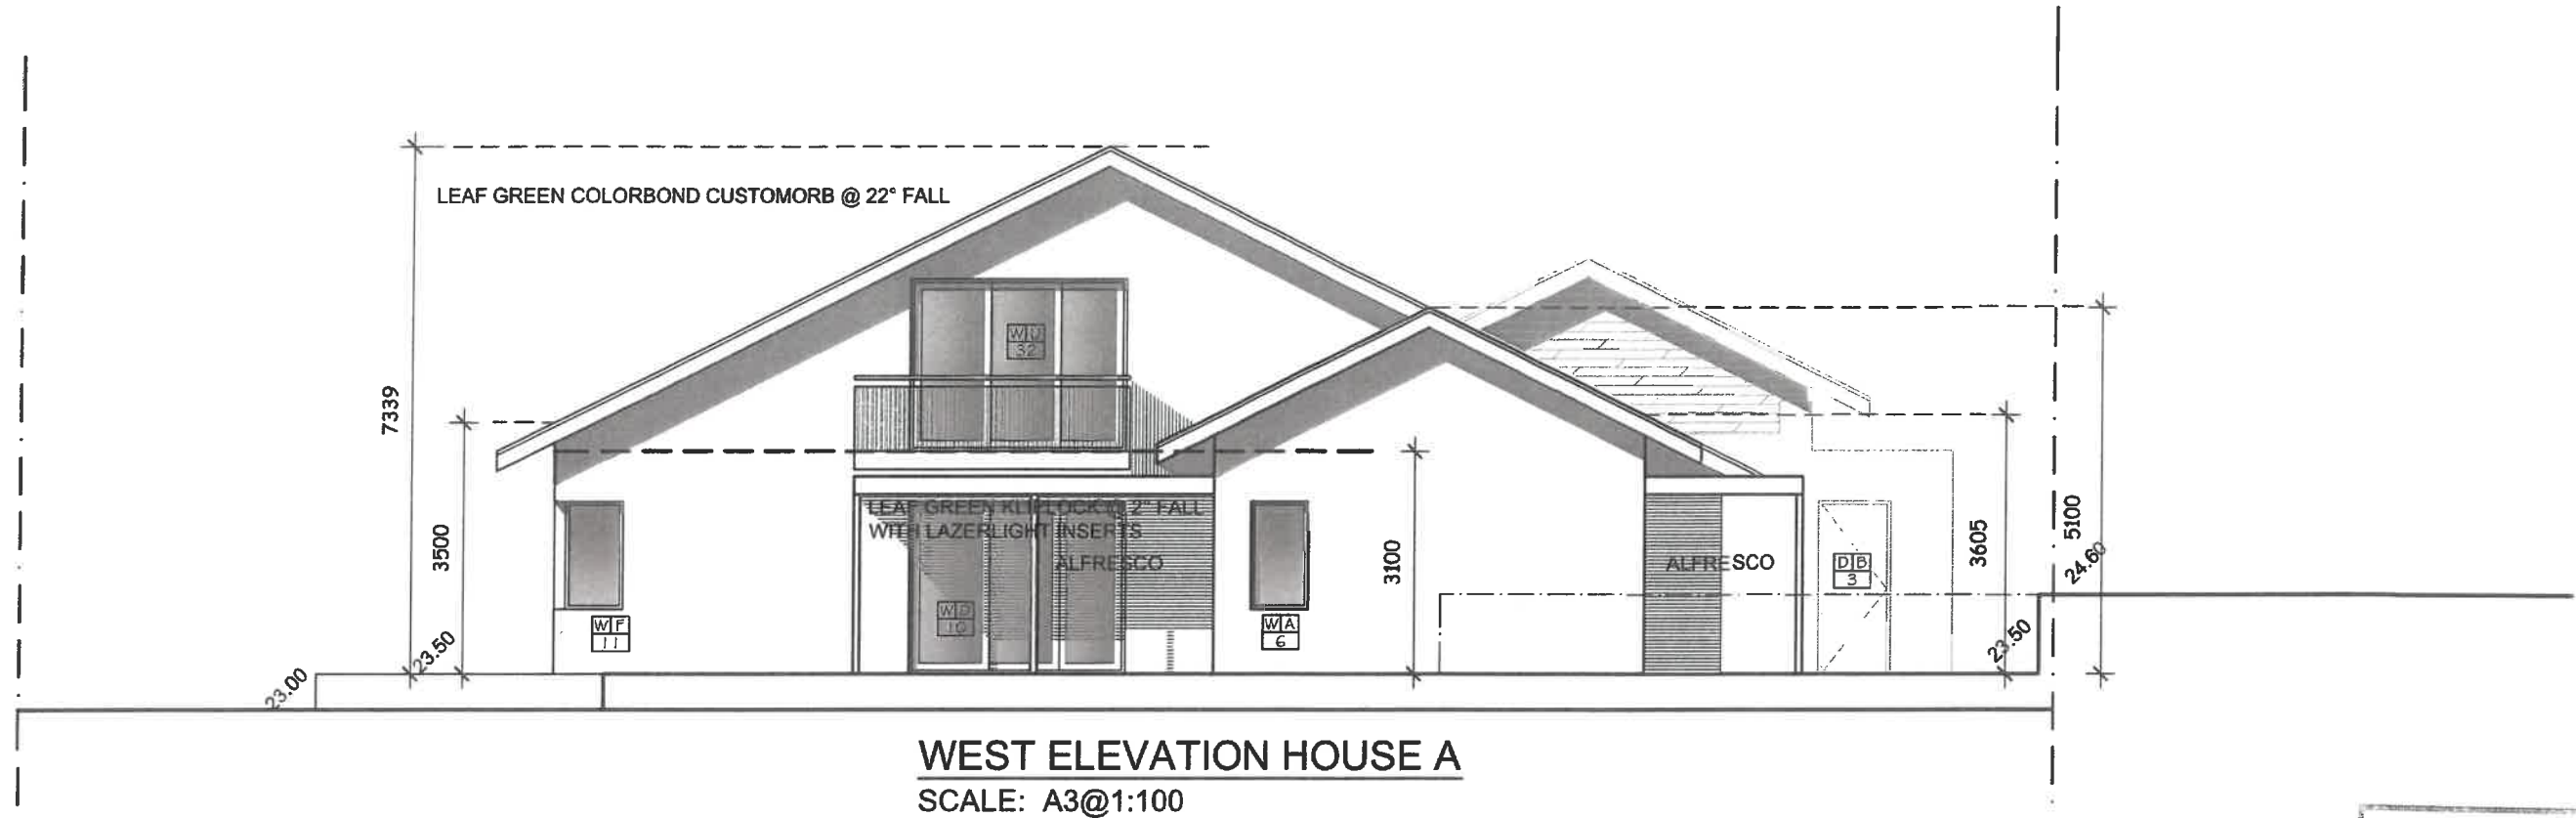 LEAF GREEN COLORBOND CUSTOMORB @ 22° FALL
WU
32
7339
3500
23.50
23.00
LEAF GREEN KLIPLOCK @ 2° FALL
WITH LAZERLIGHT INSERTS
ALFRESCO
WF
11
10
WA
6
3100
ALFRESCO
DB
3
3605
5100
24.60
23.50
WEST ELEVATION HOUSE A
SCALE: A3@1:100